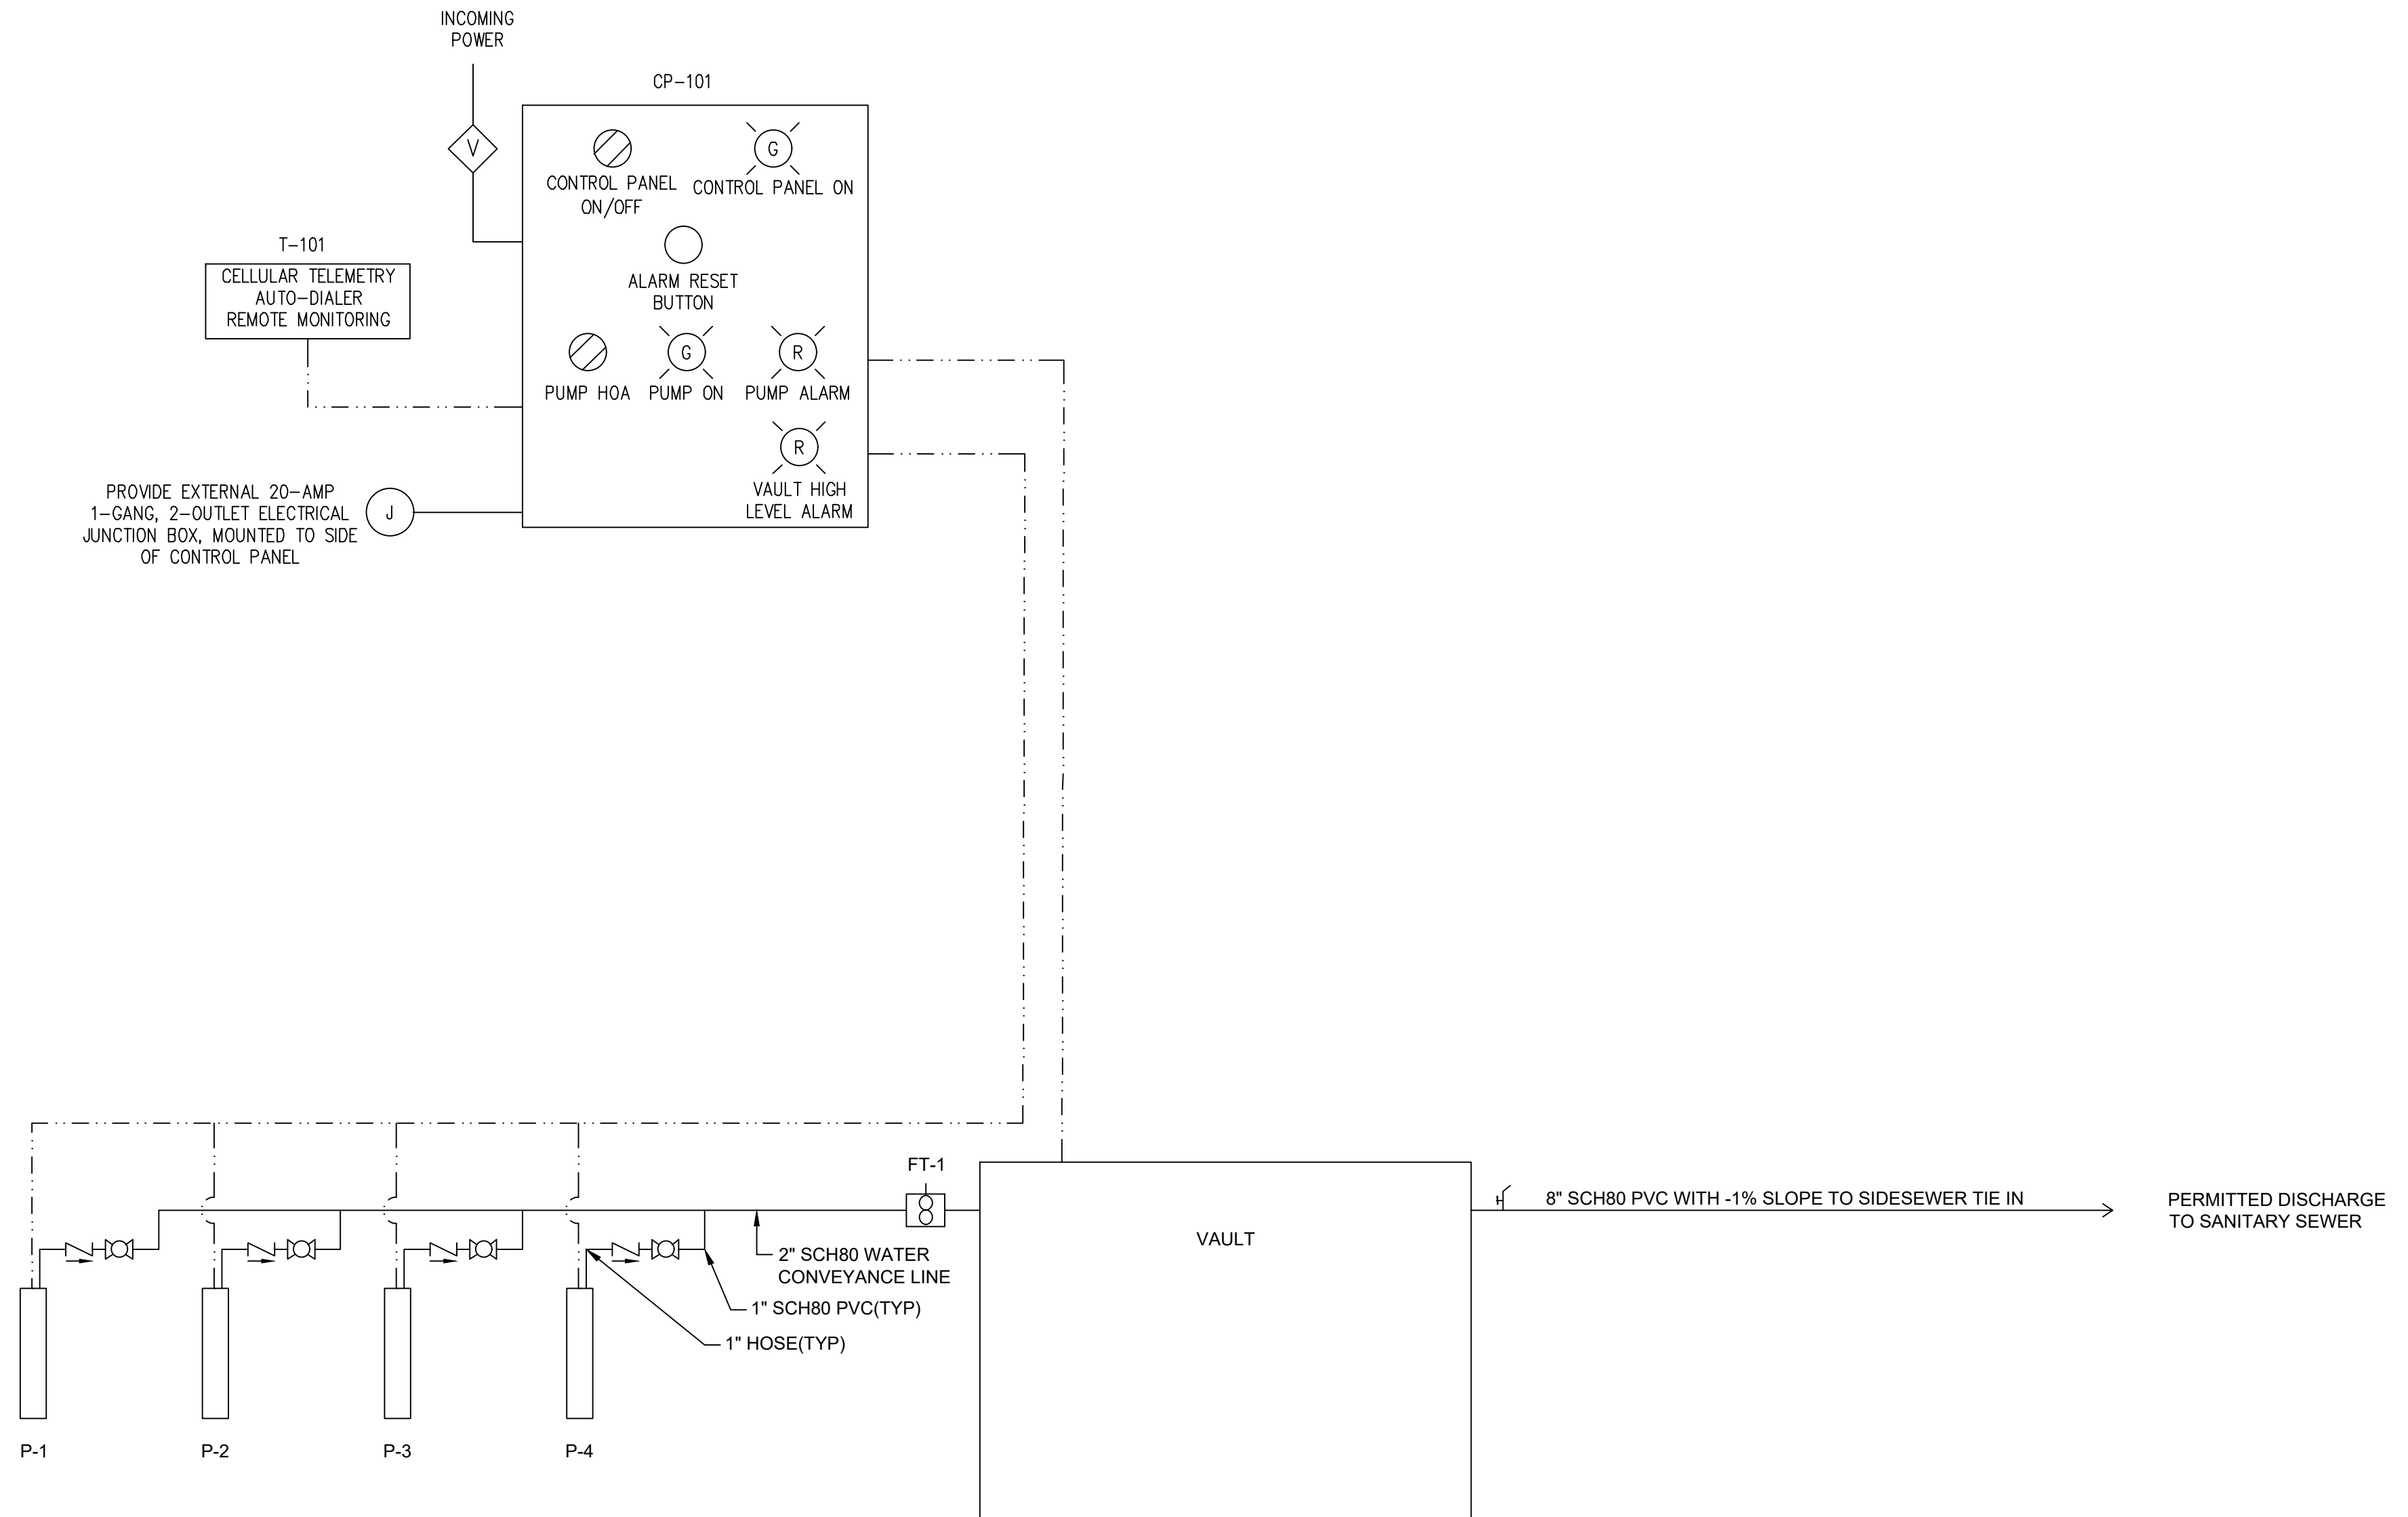 INCOMING
POWER
CP-101
V
G
CONTROL PANEL
ON/OFF
CONTROL PANEL ON
T-101
CELLULAR TELEMETRY
AUTO-DIALER
REMOTE MONITORING
ALARM RESET
BUTTON
G
R
PUMP HOA
PUMP ON
PUMP ALARM
R
VAULT HIGH
LEVEL ALARM
PROVIDE EXTERNAL 20-AMP
1-GANG, 2-OUTLET ELECTRICAL
JUNCTION BOX, MOUNTED TO SIDE
OF CONTROL PANEL
J
FT-1
8" SCH80 PVC WITH -1% SLOPE TO SIDESEWER TIE IN
PERMITTED DISCHARGE
TO SANITARY SEWER
VAULT
2" SCH80 WATER
CONVEYANCE LINE
1" SCH80 PVC(TYP)
1" HOSE(TYP)
P-1
P-2
P-3
P-4